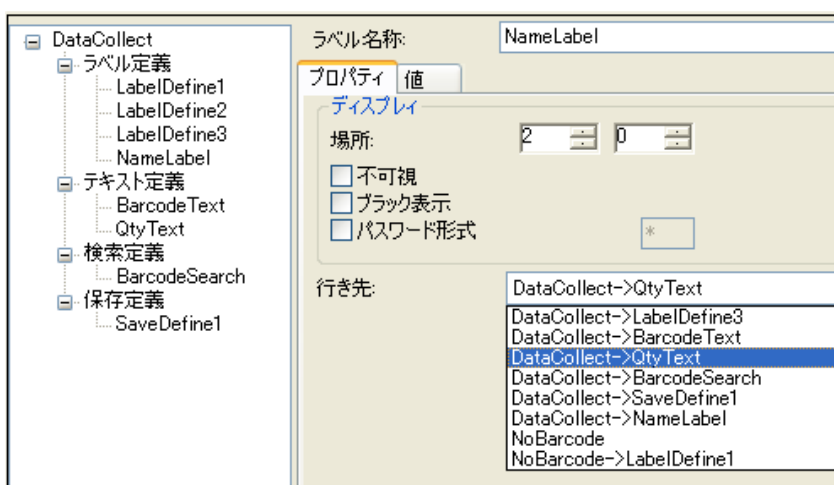 DataCollect
ラベル定義
LabelDefine1
LabelDefine2
LabelDefine3
NameLabel
テキスト定義
BarcodeText
QtyText
検索定義
BarcodeSearch
保存定義
SaveDefine1
ラベル名称:
NameLabel
プロパティ
値
ディスプレイ
場所:
2
0
不可視
ブラック表示
パスワード形式
*
行き先:
DataCollect->QtyText
DataCollect->LabelDefine3
DataCollect->BarcodeText
DataCollect->QtyText
DataCollect->BarcodeSearch
DataCollect->SaveDefine1
DataCollect->NameLabel
NoBarcode
NoBarcode->LabelDefine1